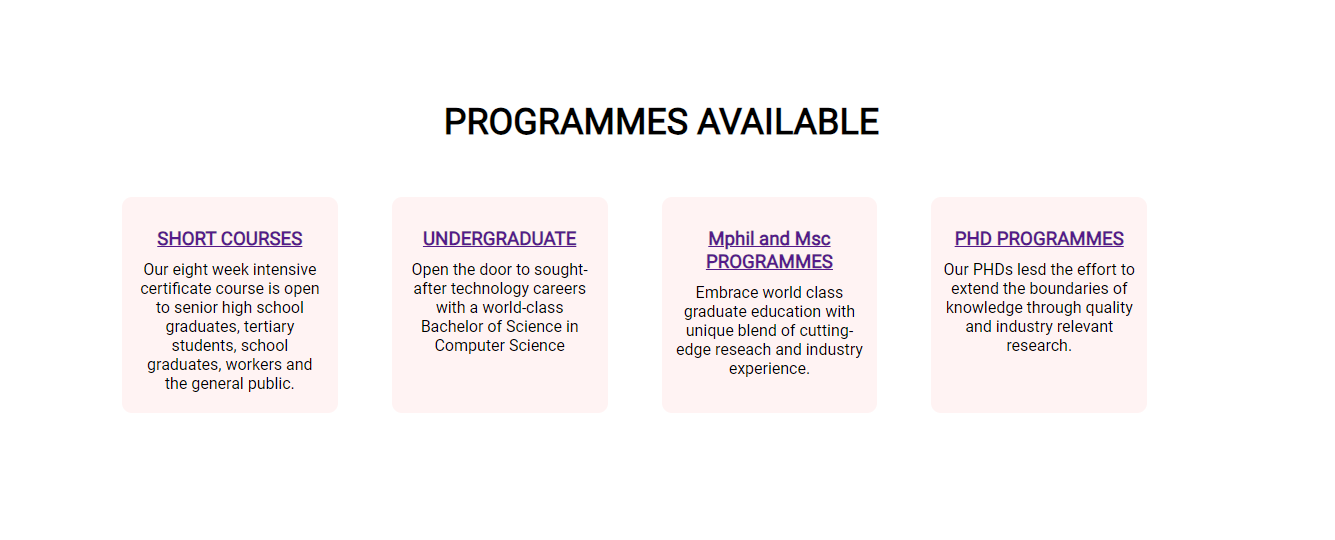 PROGRAMMES AVAILABLE
SHORT COURSES
Our eight week intensive
certificate course is open
to senior high school
graduates, tertiary
students, school
graduates, workers and
the general public.
UNDERGRADUATE
Open the door to sought-
after technology careers
with a world-class
Bachelor of Science in
Computer Science
Mphil and Msc
PROGRAMMES
Embrace world class
graduate education with
unique blend of cutting-
edge reseach and industry
experience.
PHD PROGRAMMES
Our PHDs lesd the effort to
extend the boundaries of
knowledge through quality
and industry relevant
research.